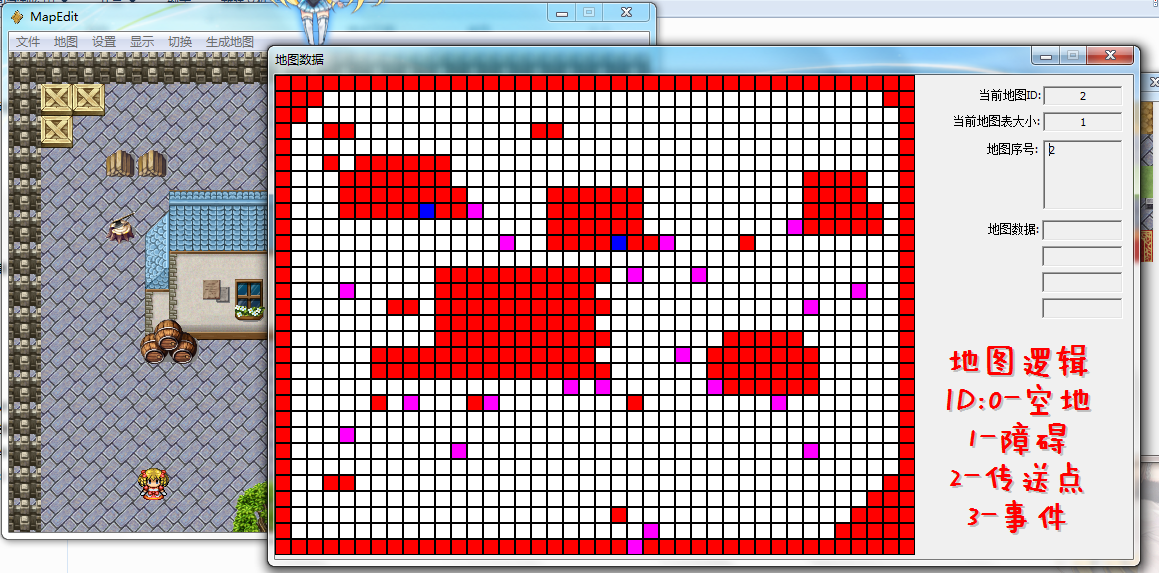 MapEdit
文件 地图 设置 显示 切换 生成地图
地图数据
当前地图ID: 2
当前地图表大小: 1
地图序号: 2
地图数据:
地图逻辑
ID:0-空地
1-障碍
2-传送点
3-事件